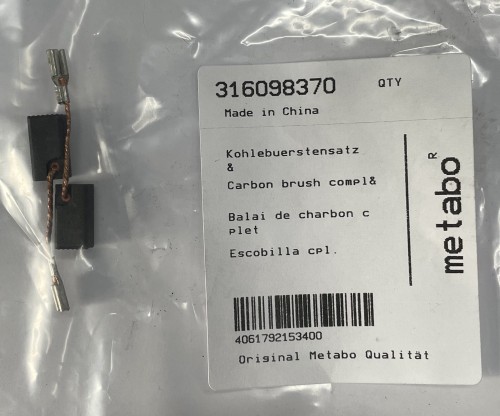 316098370 QTY
Made in China
Kohlebuerstensatz
&
Carbon brush compl&
Balai de charbon c
plet
Escobilla cpl.
metabo R
4061792153400
Original Metabo Qualität